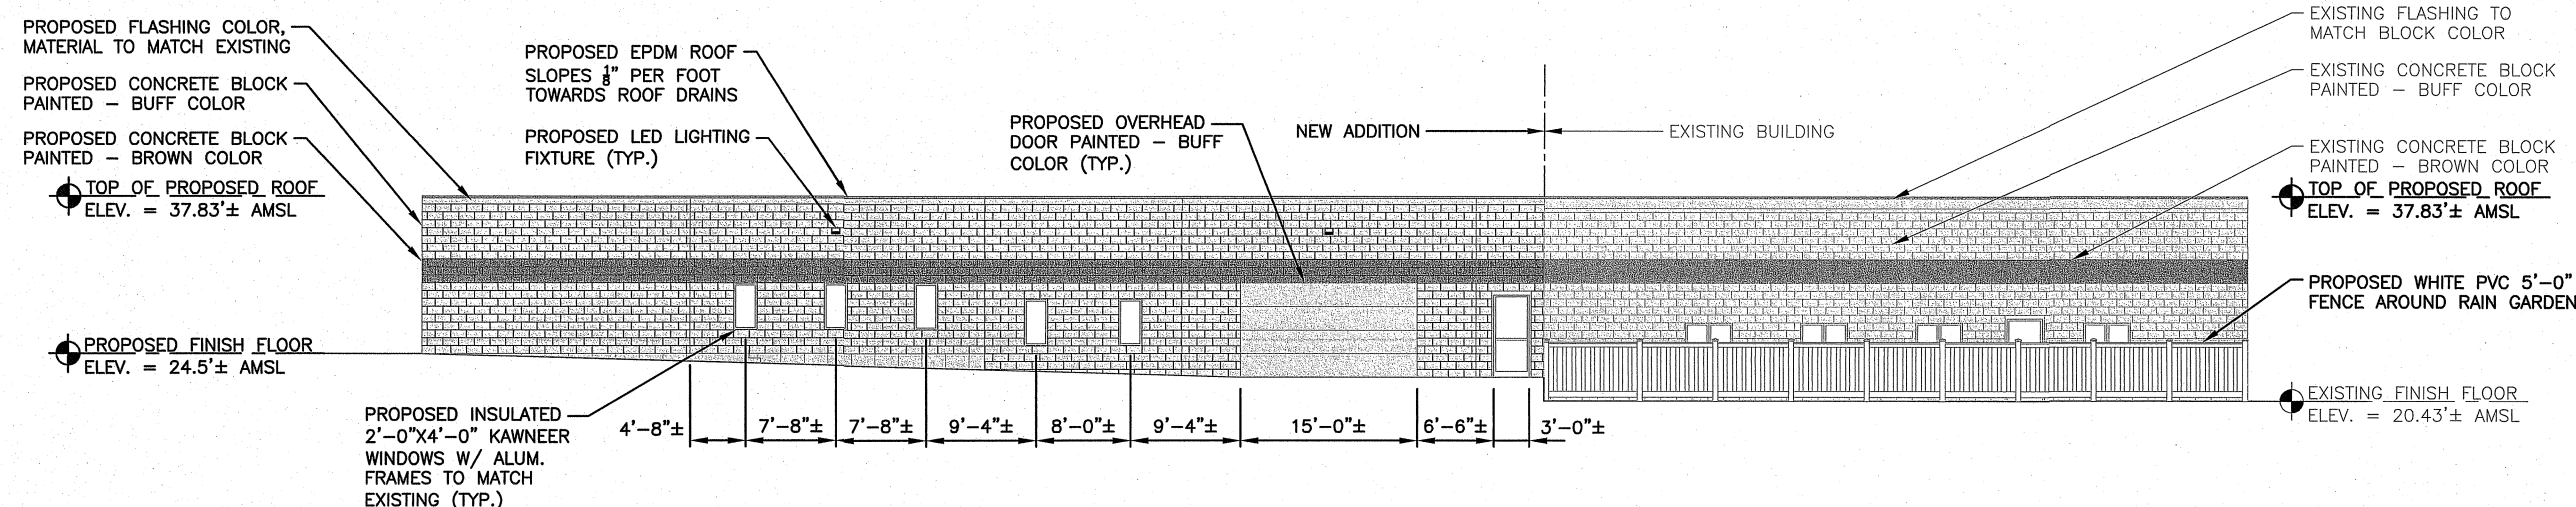 PROPOSED FLASHING COLOR,
MATERIAL TO MATCH EXISTING
PROPOSED CONCRETE BLOCK
PAINTED – BUFF COLOR
PROPOSED CONCRETE BLOCK
PAINTED – BROWN COLOR
TOP OF PROPOSED ROOF
ELEV. = 37.83'± AMSL
PROPOSED FINISH FLOOR
ELEV. = 24.5'± AMSL
PROPOSED EPDM ROOF
SLOPES 1/8" PER FOOT
TOWARDS ROOF DRAINS
PROPOSED LED LIGHTING
FIXTURE (TYP.)
PROPOSED OVERHEAD
DOOR PAINTED – BUFF
COLOR (TYP.)
NEW ADDITION
EXISTING BUILDING
EXISTING FLASHING TO
MATCH BLOCK COLOR
EXISTING CONCRETE BLOCK
PAINTED – BUFF COLOR
EXISTING CONCRETE BLOCK
PAINTED – BROWN COLOR
TOP OF PROPOSED ROOF
ELEV. = 37.83'± AMSL
PROPOSED WHITE PVC 5'-0"
FENCE AROUND RAIN GARDEN
EXISTING FINISH FLOOR
ELEV. = 20.43'± AMSL
PROPOSED INSULATED
2'-0"X4'-0" KAWNEER
WINDOWS W/ ALUM.
FRAMES TO MATCH
EXISTING (TYP.)
4'-8"± 7'-8"± 7'-8"± 9'-4"± 8'-0"± 9'-4"± 15'-0"± 6'-6"± 3'-0"±